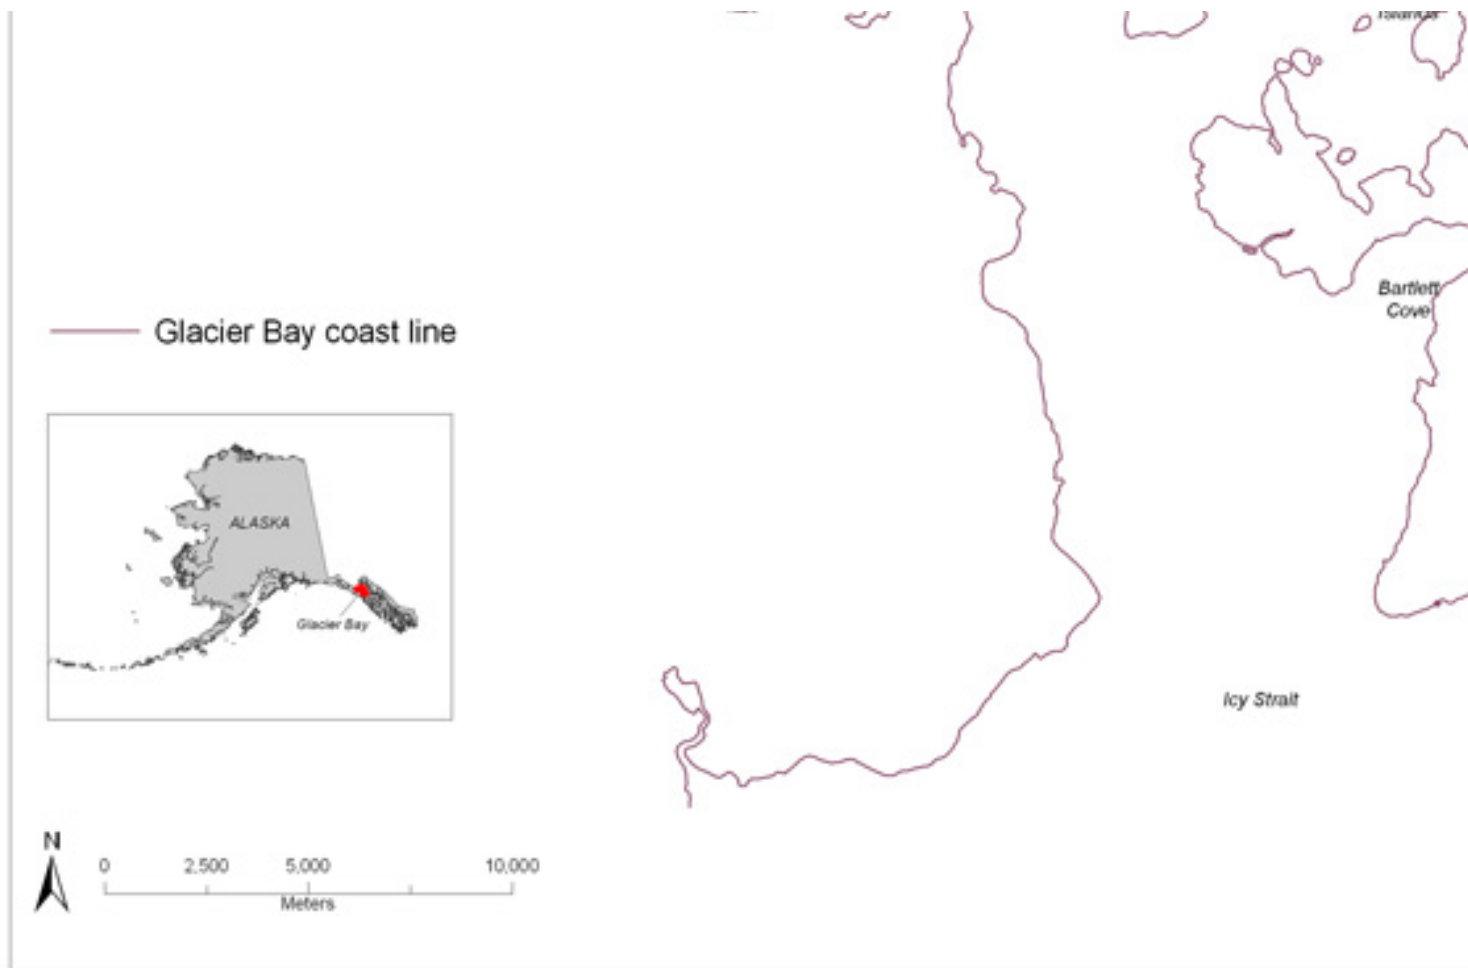 Islands
Bartlett
Cove
Glacier Bay coast line
ALASKA
Glacier Bay
Icy Strait
N
0 2,500 5,000 10,000
Meters